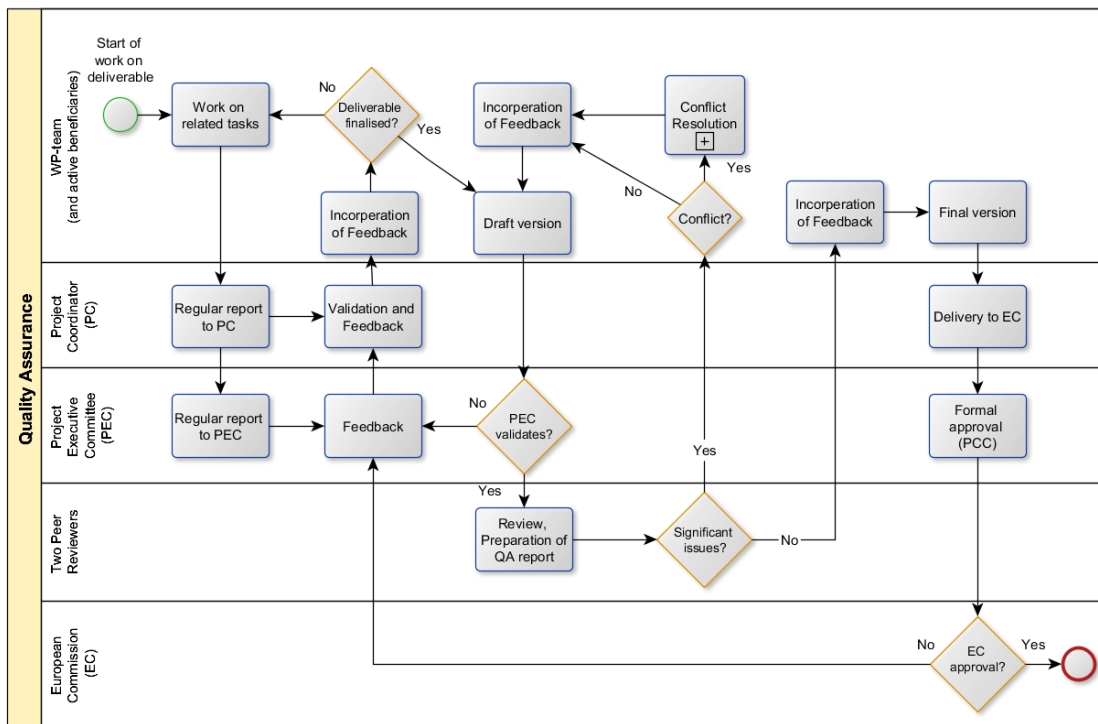 Quality Assurance
WP-team
(and active beneficiaries)
Start of
work on
deliverable
Work on
related tasks
No
Deliverable
finalised?
Yes
Incorperation
of Feedback
Incorperation
of Feedback
Draft version
Conflict
Resolution
+
Yes
No
Conflict?
Incorperation
of Feedback
Final version
Project
Coordinator
(PC)
Regular report
to PC
Validation and
Feedback
Delivery to EC
Project
Executive
Committee
(PEC)
Regular report
to PEC
Feedback
No
PEC
validates?
Yes
Yes
Formal
approval
(PCC)
Two Peer
Reviewers
Review,
Preparation of
QA report
Significant
issues?
No
European
Commission
(EC)
No
EC
approval?
Yes